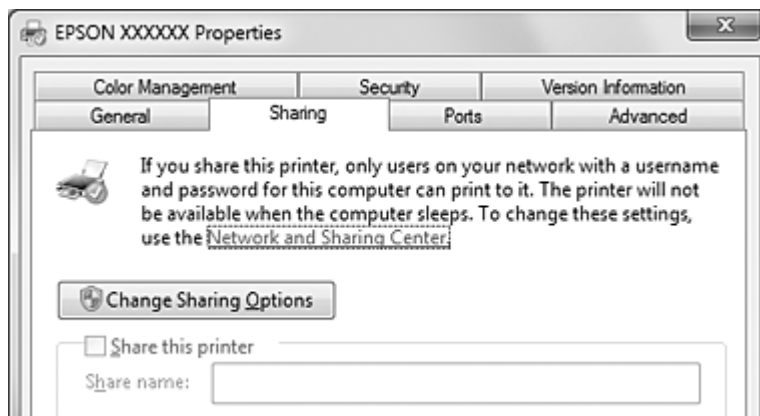 EPSON XXXXXX Properties
Color Management Security Version Information
General Sharing Ports Advanced
If you share this printer, only users on your network with a username
and password for this computer can print to it. The printer will not
be available when the computer sleeps. To change these settings,
use the Network and Sharing Center.
Change Sharing Options
Share this printer
Share name: